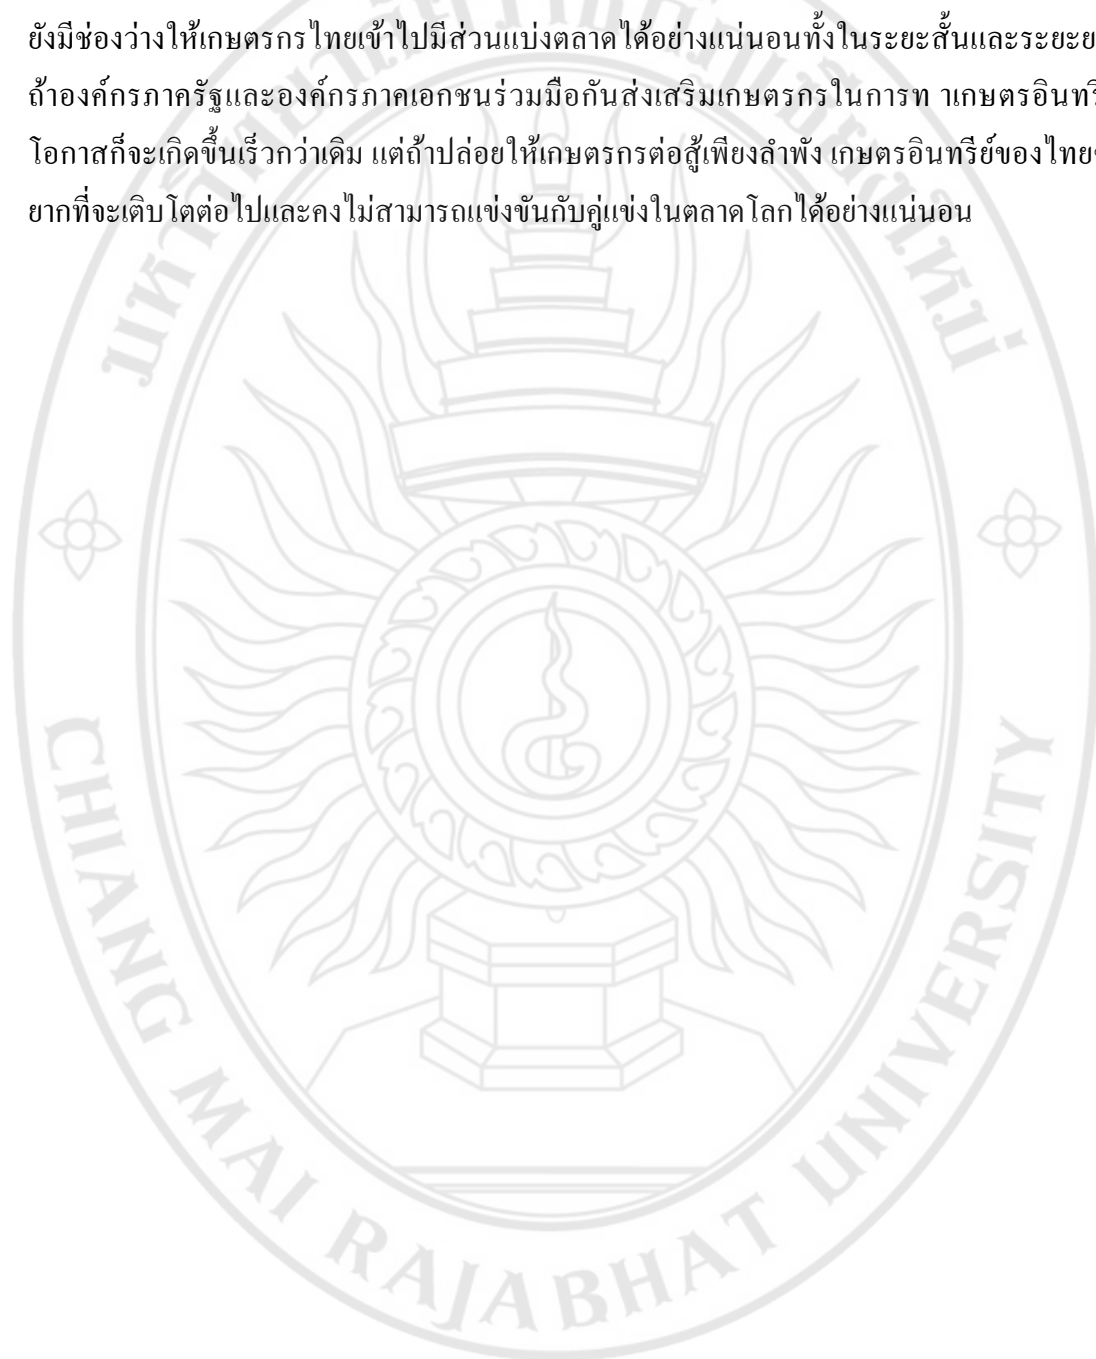 ยังมีช่องว่างให้เกษตรกรไทยเข้าไปมีส่วนแบ่งตลาดได้อย่างแน่นอนทั้งในระยะสั้นและ
ถ้าองค์กรภาครัฐและองค์กรภาคเอกชนร่วมมือกันส่งเสริมเกษตรกรในการท าเกษตร
โอกาสก็จะเกิดขึ้นเร็วกว่าเดิม แต่ถ้าปล่อยให้เกษตรกรต่อสู้เพียงลำพัง เกษตรอินทรีย์ของไทย
ยากที่จะเติบโตต่อไปและคงไม่สามารถแข่งขันกับคู่แข่งในตลาดโลกได้อย่างแน่นอน
CHIANG MAI RAJABHAT UNIVERSITY